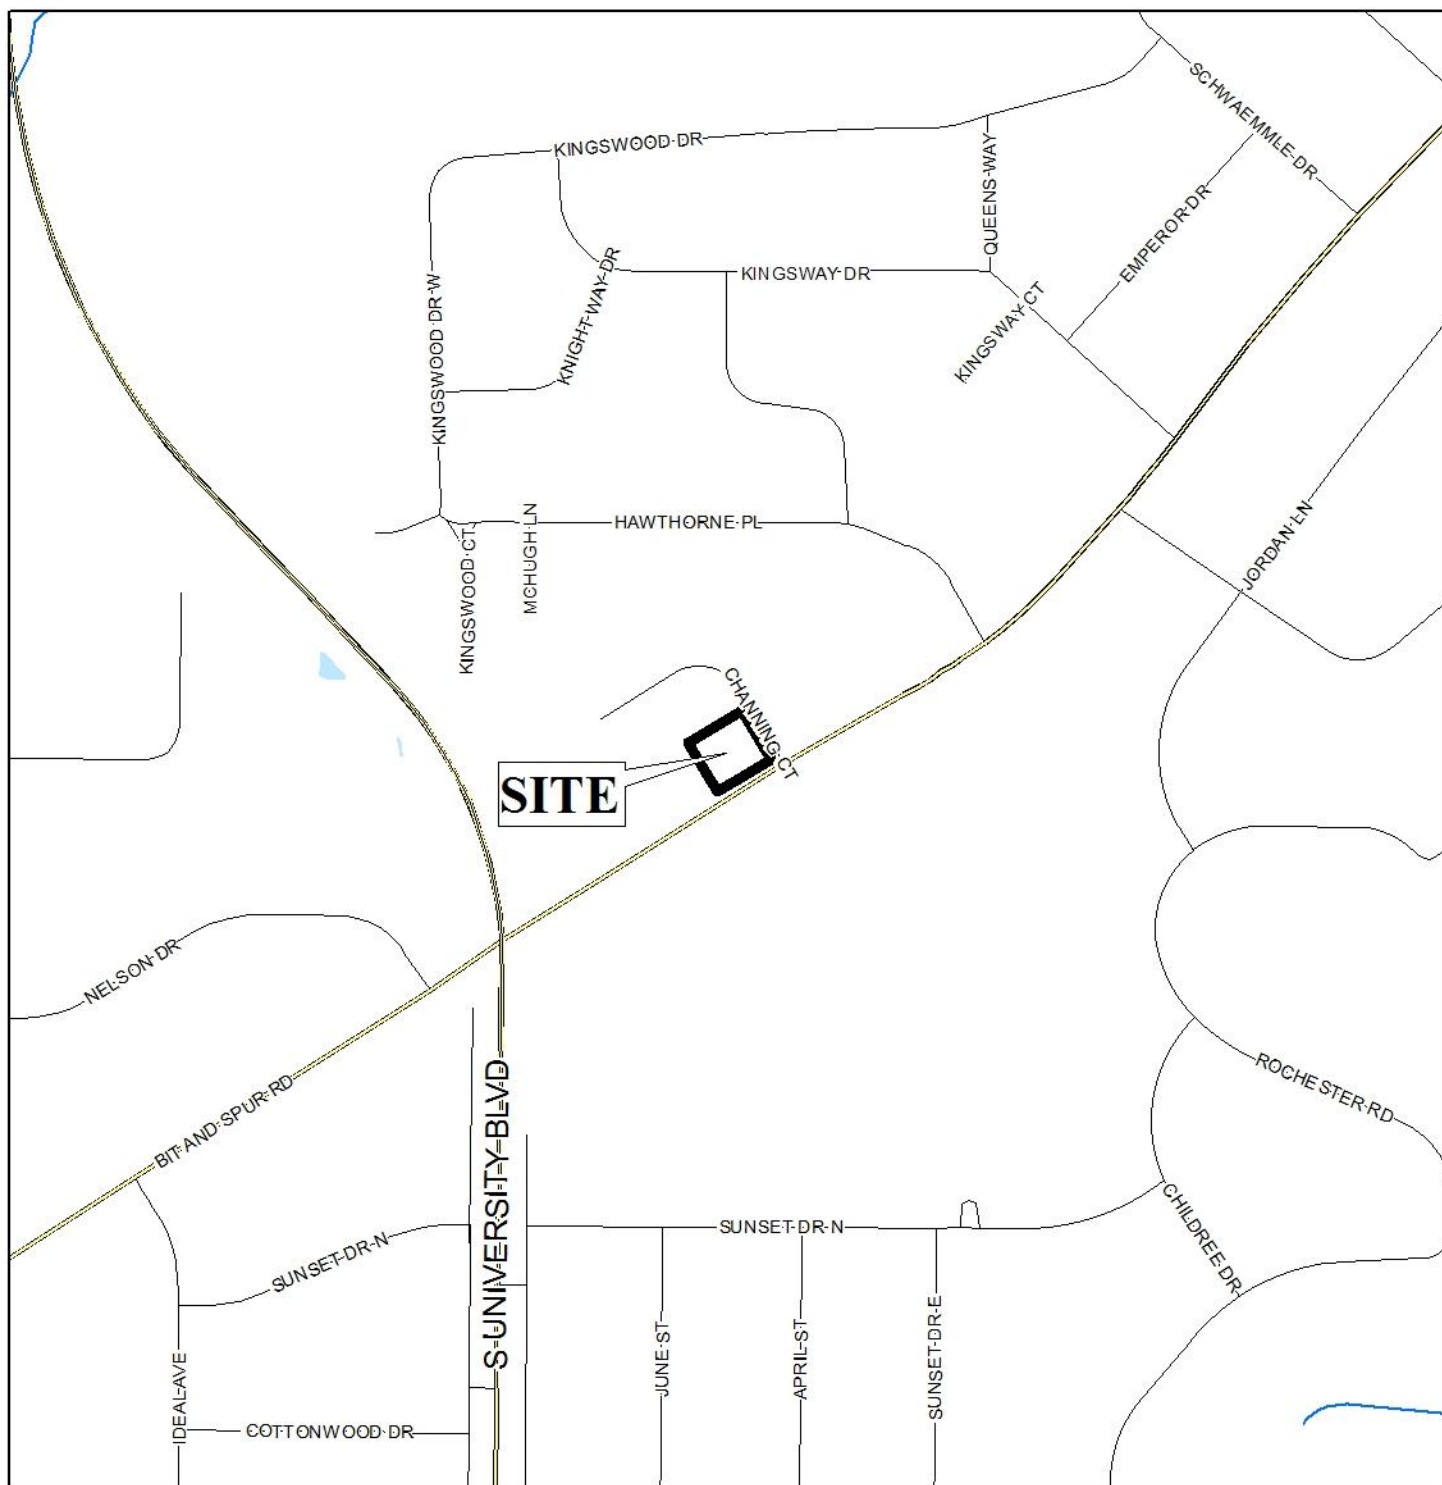 SCHWAEMMLE DR
KINGSWOOD DR
QUEENS WAY
EMPEROR DR
KINGSWAY DR
KNIGHT WAY DR
KINGSWOOD DR W
KINGSWAY CT
HAWTHORNE PL
MCHUGH LN
KINGSWOOD CT
JORDAN LN
CHANNING CT
SITE
NELSON DR
BIT AND SPUR RD
ROCHESTER RD
S UNIVERSITY BLVD
SUNSET DR N
SUNSET DR N
CHILDREE DR
JUNE ST
APRIL ST
SUNSET DR E
IDEAL AVE
COTTONWOOD DR